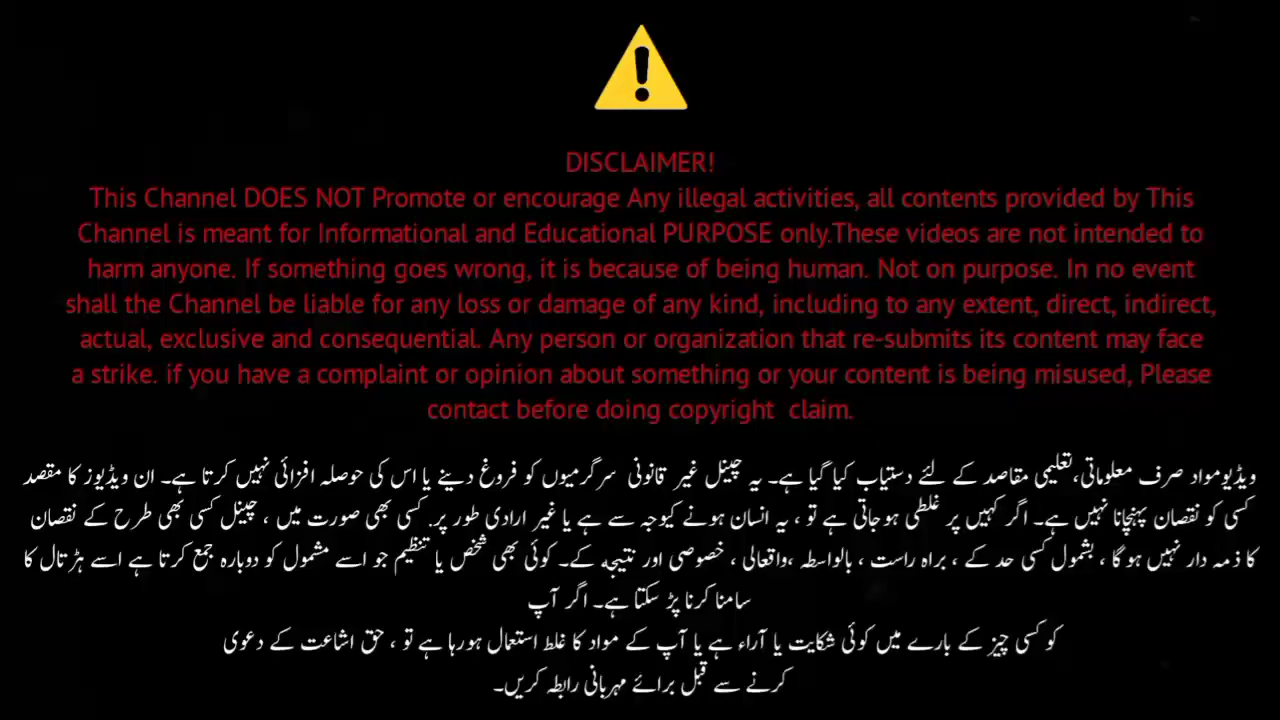 DISCLAIMER!
This Channel DOES NOT Promote or encourage Any illegal activities, all contents provided by This
Channel is meant for Informational and Educational PURPOSE only.These videos are not intended to
harm anyone. If something goes wrong, it is because of being human. Not on purpose. In no event
shall the Channel be liable for any loss or damage of any kind, including to any extent, direct, indirect,
actual, exclusive and consequential. Any person or organization that re-submits its content may face
a strike. if you have a complaint or opinion about something or your content is being misused, Please
contact before doing copyright claim.
ویڈیومواد صرف معلوماتی،تعلیمی مقاصد کے لئے دستیاب کیا گیا ہے۔ یہ چینل غیر قانونی سرگرمیوں کو فروغ دینے یا اس کی حوصلہ افزائی نہیں کرتا ہے۔ ان ویڈیوز کا مقصد
کسی کو نقصان پہنچانا نہیں ہے۔ اگر کہیں پر غلطی ہوجاتی ہے تو ، یہ انسان ہونے کیوجہ سے ہے یا غیر ارادی طور پر. کسی بھی صورت میں ، چینل کسی بھی طرح کے نقصان
کا ذمہ دار نہیں ہوگا ، بشمول کسی حد کے ، براہ راست ، بالواسطہ ،واقعاتی ، خصوصی اور نتیجہ کے۔ کوئی بھی شخص یا تنظیم جو اسے مشمول کو دوبارہ جمع کرتا ہے اسے ہڑتال کا
سامنا کرنا پڑ سکتا ہے۔ اگر آپ
کو کسی چیز کے بارے میں کوئی شکایت یا آراء ہے یا آپ کے مواد کا غلط استعمال ہورہا ہے تو ، حق اشاعت کے دعوی
کرنے سے قبل برائے مہربانی رابطہ کریں۔